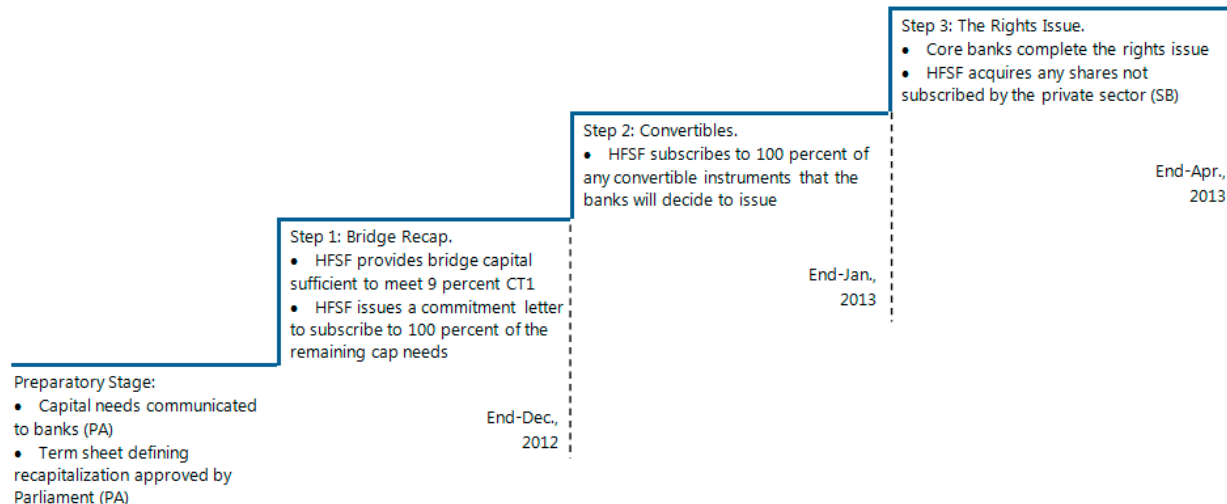 Step 3: The Rights Issue.
• Core banks complete the rights issue
• HFSF acquires any shares not
subscribed by the private sector (SB)
End-Apr.,
2013
Step 2: Convertibles.
• HFSF subscribes to 100 percent of
any convertible instruments that the
banks will decide to issue
End-Jan.,
2013
Step 1: Bridge Recap.
• HFSF provides bridge capital
sufficient to meet 9 percent CT1
• HFSF issues a commitment letter
to subscribe to 100 percent of the
remaining cap needs
End-Dec.,
2012
Preparatory Stage:
• Capital needs communicated
to banks (PA)
• Term sheet defining
recapitalization approved by
Parliament (PA)